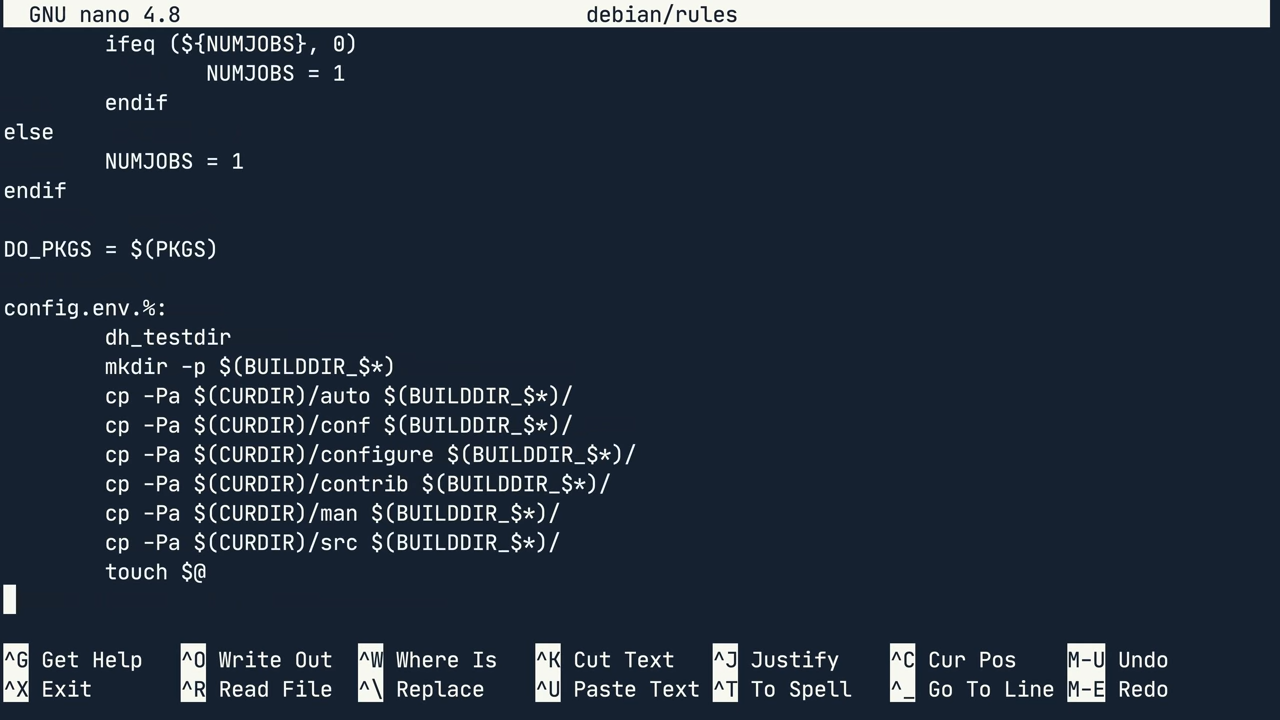 GNU nano 4.8 debian/rules
ifeq (${NUMJOBS}, 0)
NUMJOBS = 1
endif
else
NUMJOBS = 1
endif
DO_PKGS = $(PKGS)
config.env.%:
dh_testdir
mkdir -p $(BUILDDIR_$*)
cp -Pa $(CURDIR)/auto $(BUILDDIR_$*)/
cp -Pa $(CURDIR)/conf $(BUILDDIR_$*)/
cp -Pa $(CURDIR)/configure $(BUILDDIR_$*)/
cp -Pa $(CURDIR)/contrib $(BUILDDIR_$*)/
cp -Pa $(CURDIR)/man $(BUILDDIR_$*)/
cp -Pa $(CURDIR)/src $(BUILDDIR_$*)/
touch $@
^G Get Help ^O Write Out ^W Where Is ^K Cut Text ^J Justify ^C Cur Pos M-U Undo
^X Exit ^R Read File ^\ Replace ^U Paste Text ^T To Spell ^_ Go To Line M-E Redo